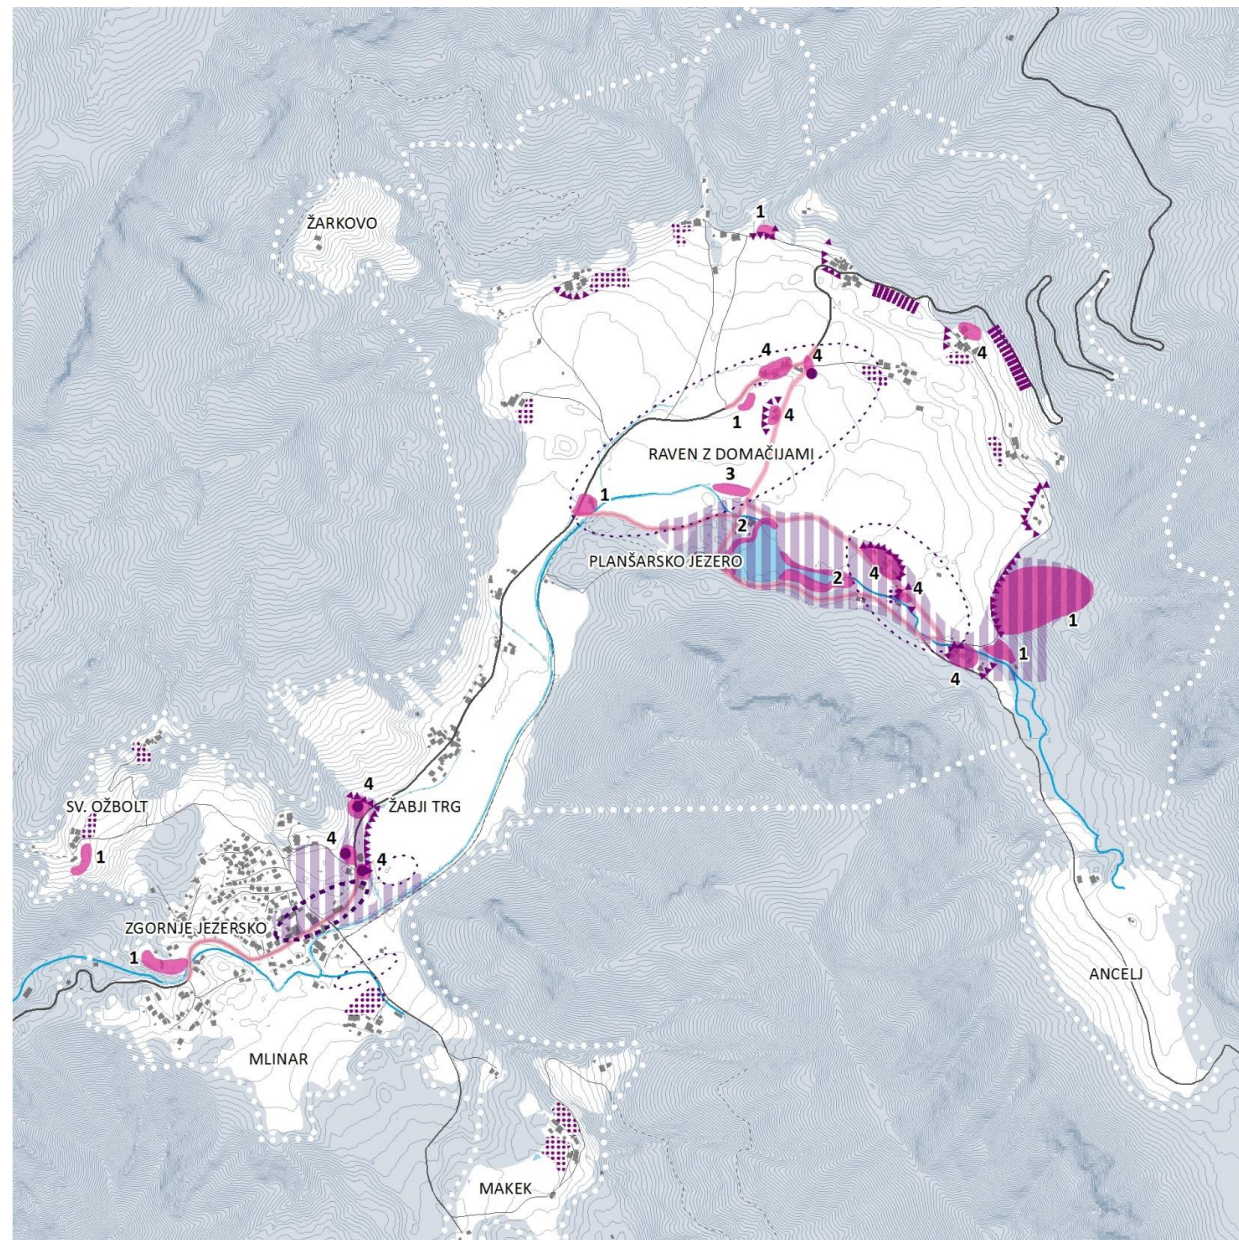 1
ŽARKOVO
4
4
4
1
4
RAVEN Z DOMAČIJAMI
3
1
2
PLANŠARSKO JEZERO
4
2
4
1
1
4
4
SV. OŽBOLT
ŽABJI TRG
4
4
1
ZGORNJE JEZERSKO
1
ANCELJ
MLINAR
MAKEK